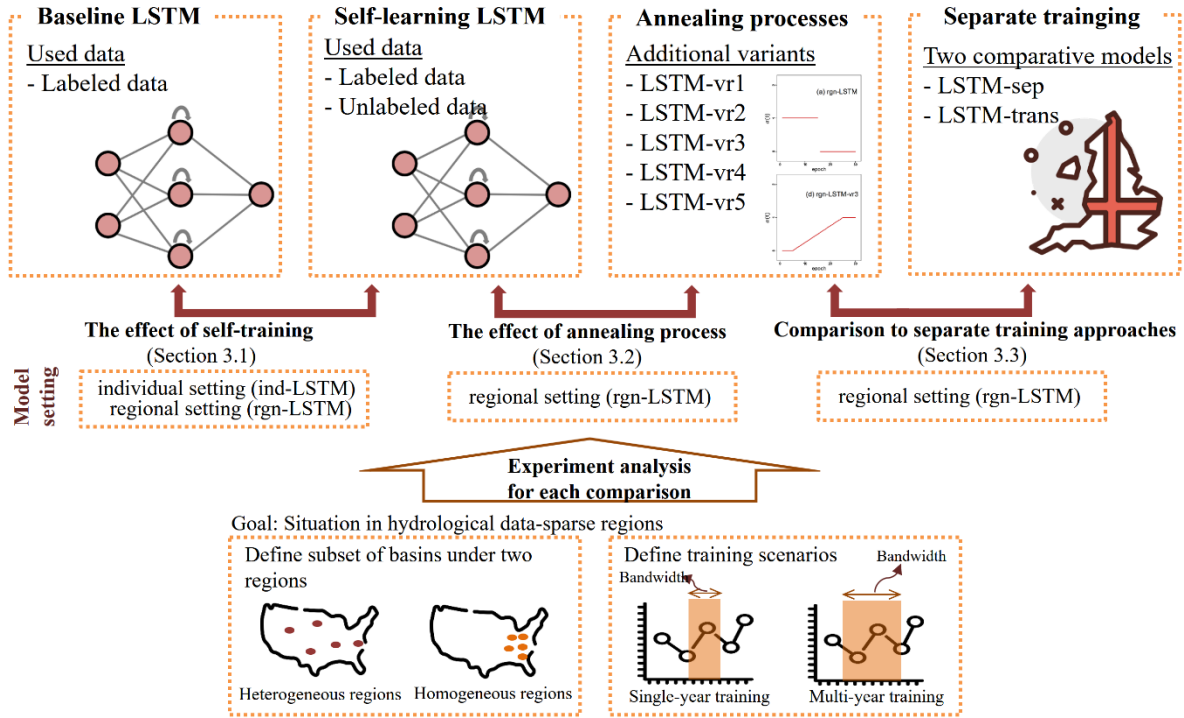 Baseline LSTM
Used data
- Labeled data
Self-learning LSTM
Used data
- Labeled data
- Unlabeled data
Annealing processes
Additional variants
- LSTM-vr1
- LSTM-vr2
- LSTM-vr3
- LSTM-vr4
- LSTM-vr5
(a) rgn-LSTM
epoch
(d) rgn-LSTM-vr3
epoch
Separate trainging
Two comparative models
- LSTM-sep
- LSTM-trans
The effect of self-training
(Section 3.1)
The effect of annealing process
(Section 3.2)
Comparison to separate training approaches
(Section 3.3)
Model
setting
individual setting (ind-LSTM)
regional setting (rgn-LSTM)
regional setting (rgn-LSTM)
regional setting (rgn-LSTM)
Experiment analysis
for each comparison
Goal: Situation in hydrological data-sparse regions
Define subset of basins under two
regions
Heterogeneous regions
Homogeneous regions
Define training scenarios
Bandwidth
Bandwidth
Single-year training
Multi-year training